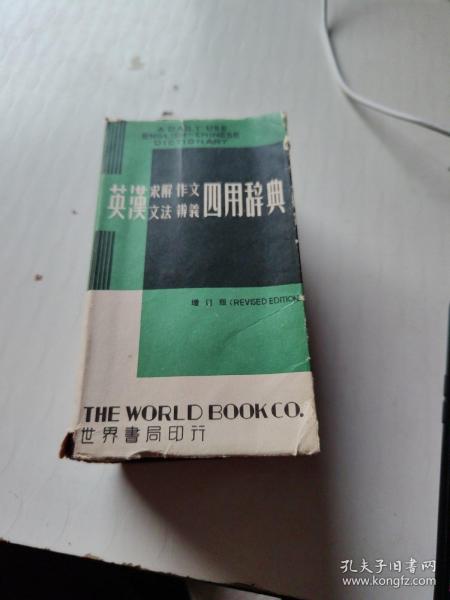 A DAILY USE
ENGLISH-CHINESE
DICTIONARY
英漢 求解 作文 文法 辨義 四用辞典
增订版 (REVISED EDITION
THE WORLD BOOK CO.
世界書局印行
孔夫子旧书网
www.kongfz.com